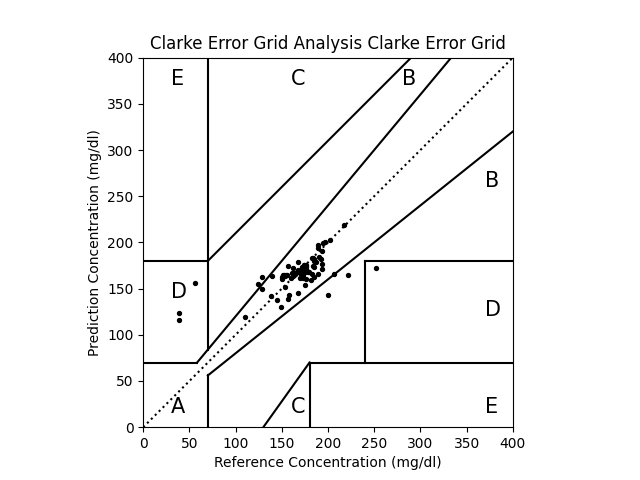 Clarke Error Grid Analysis Clarke Error Grid
400
350
300
250
200
150
100
50
0
Prediction Concentration (mg/dl)
E
C
B
B
D
D
A
C
E
0
50
100
150
200
250
300
350
400
Reference Concentration (mg/dl)